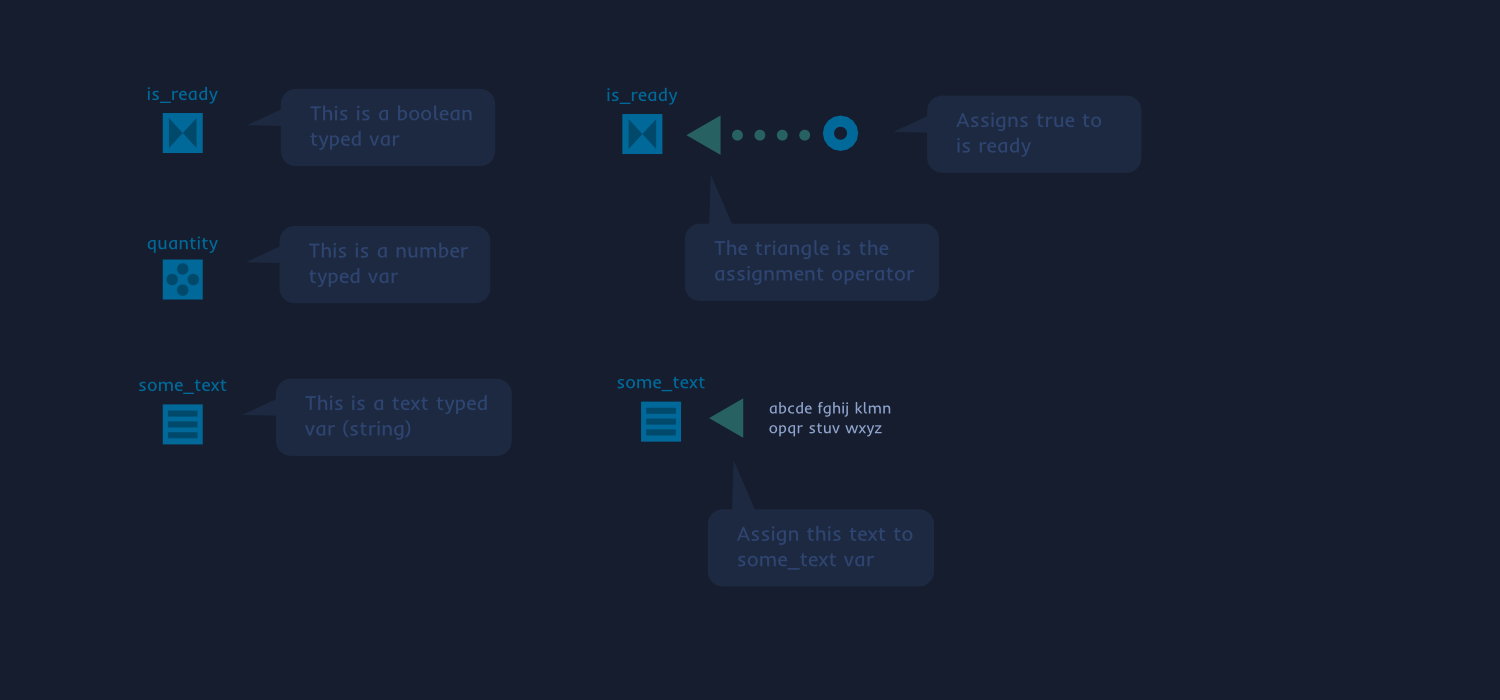 is_ready
This is a boolean
typed var
quantity
This is a number
typed var
some_text
This is a text typed
var (string)
is_ready
Assigns true to
is ready
The triangle is the
assignment operator
some_text
abcde fghij klmn
opqr stuv wxyz
Assign this text to
some_text var